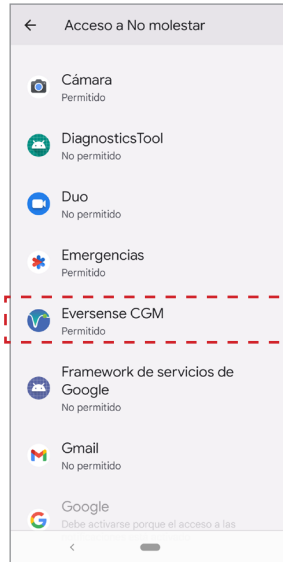 Acceso a No molestar
Cámara
Permitido
DiagnosticsTool
No permitido
Duo
No permitido
Emergencias
Permitido
Eversense CGM
Permitido
Framework de servicios de
Google
No permitido
Gmail
No permitido
Google
Debe activarse porque el acceso a las